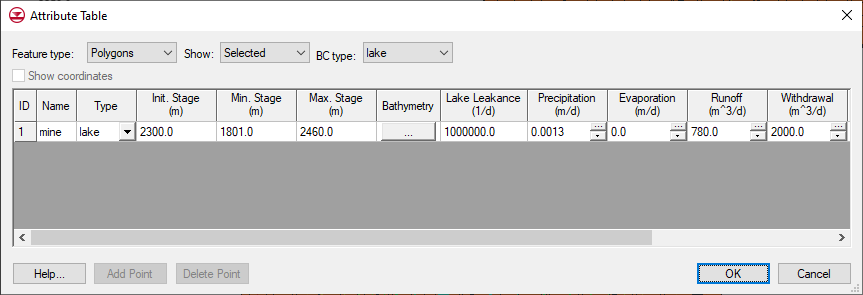 Attribute Table
Feature type: Polygons Show: Selected BC type: lake
Show coordinates
ID Name Type Init. Stage (m) Min. Stage (m) Max. Stage (m) Bathymetry Lake Leakance (1/d) Precipitation (m/d) Evaporation (m/d) Runoff (m^3/d) Withdrawal (m^3/d)
1 mine lake 2300.0 1801.0 2460.0 ... 1000000.0 0.0013 ... 0.0 ... 780.0 ... 2000.0 ...
Help... Add Point Delete Point OK Cancel